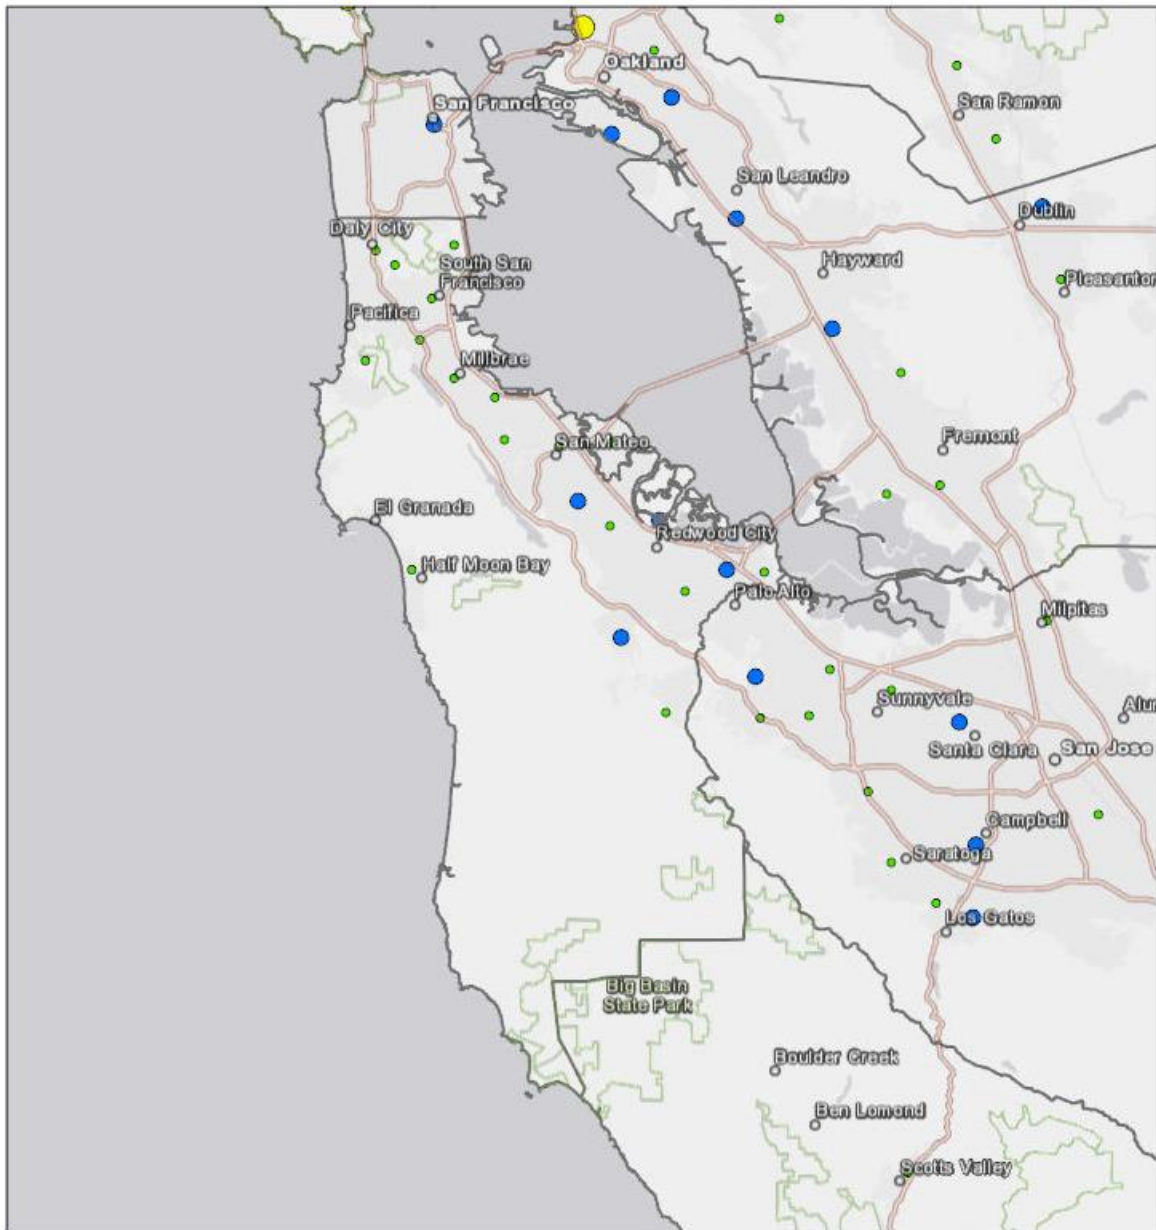 Oakland
San Francisco
San Ramon
San Leandro
Dublin
Daly City
South San
Francisco
Hayward
Pleasanton
Pacifica
Millbrae
San Mateo
Fremont
El Granada
Redwood City
Half Moon Bay
Palo Alto
Milpitas
Sunnyvale
Alum
Santa Clara
San Jose
Campbell
Saratoga
Los Gatos
Big Basin
State Park
Boulder Creek
Ben Lomond
Scotts Valley